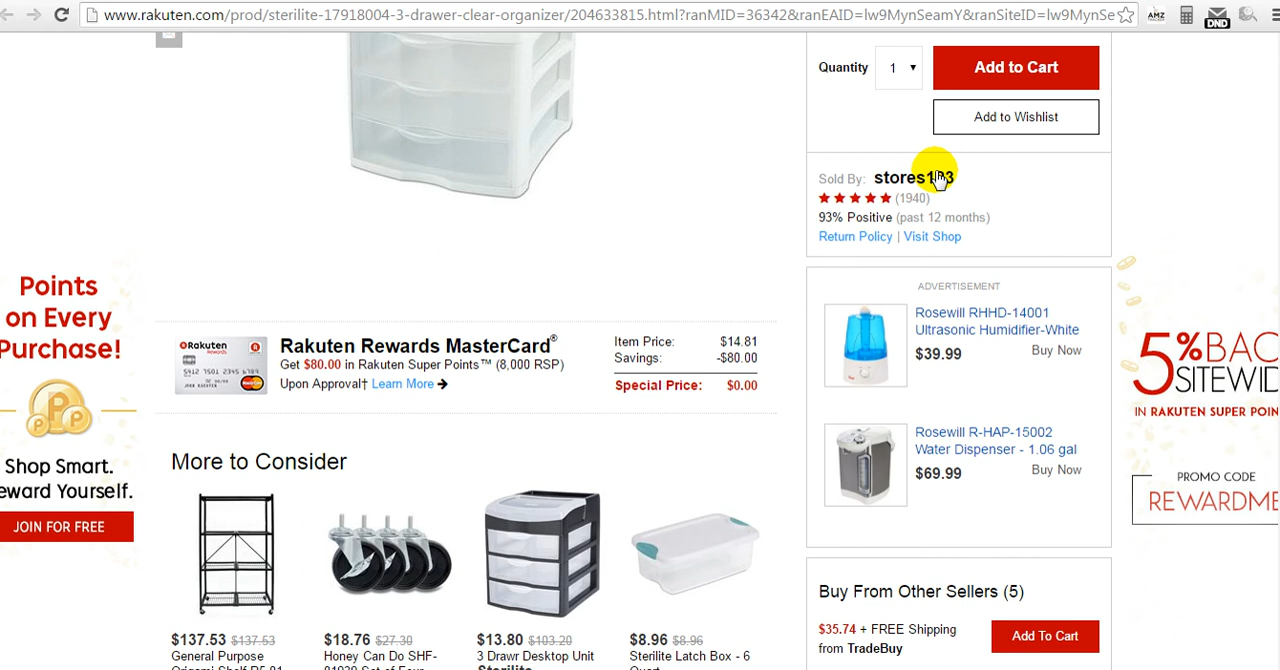 www.rakuten.com/prod/sterilite-17918004-3-drawer-clear-organizer/204633815.html?ranMID=36342&ranEAID=lw9MynSeamY&ranSiteID=lw9MynSe
AMZ
DND
Quantity 1 Add to Cart
Add to Wishlist
Sold By:
(1940)
93% Positive (past 12 months)
Return Policy | Visit Shop
Points
on Every
Purchase!
P
P P
Shop Smart.
eward Yourself.
JOIN FOR FREE
Rakuten
Rewards
5412 7501 2345 6789
Rakuten Rewards MasterCard®
Get $80.00 in Rakuten Super Points™ (8,000 RSP)
Upon Approval† Learn More
Item Price: $14.81
Savings: -$80.00
Special Price: $0.00
ADVERTISEMENT
Rosewill RHHD-14001
Ultrasonic Humidifier-White
$39.99 Buy Now
Rosewill R-HAP-15002
Water Dispenser - 1.06 gal
$69.99 Buy Now
5% BAC
SITEWID
IN RAKUTEN SUPER POIN
PROMO CODE
REWARDME
More to Consider
$137.53 $137.53
General Purpose
$18.76 $27.30
Honey Can Do SHF-
$13.80 $103.20
3 Drawr Desktop Unit
Sterilite
$8.96 $8.96
Sterilite Latch Box - 6
Buy From Other Sellers (5)
$35.74 + FREE Shipping
from TradeBuy
Add To Cart